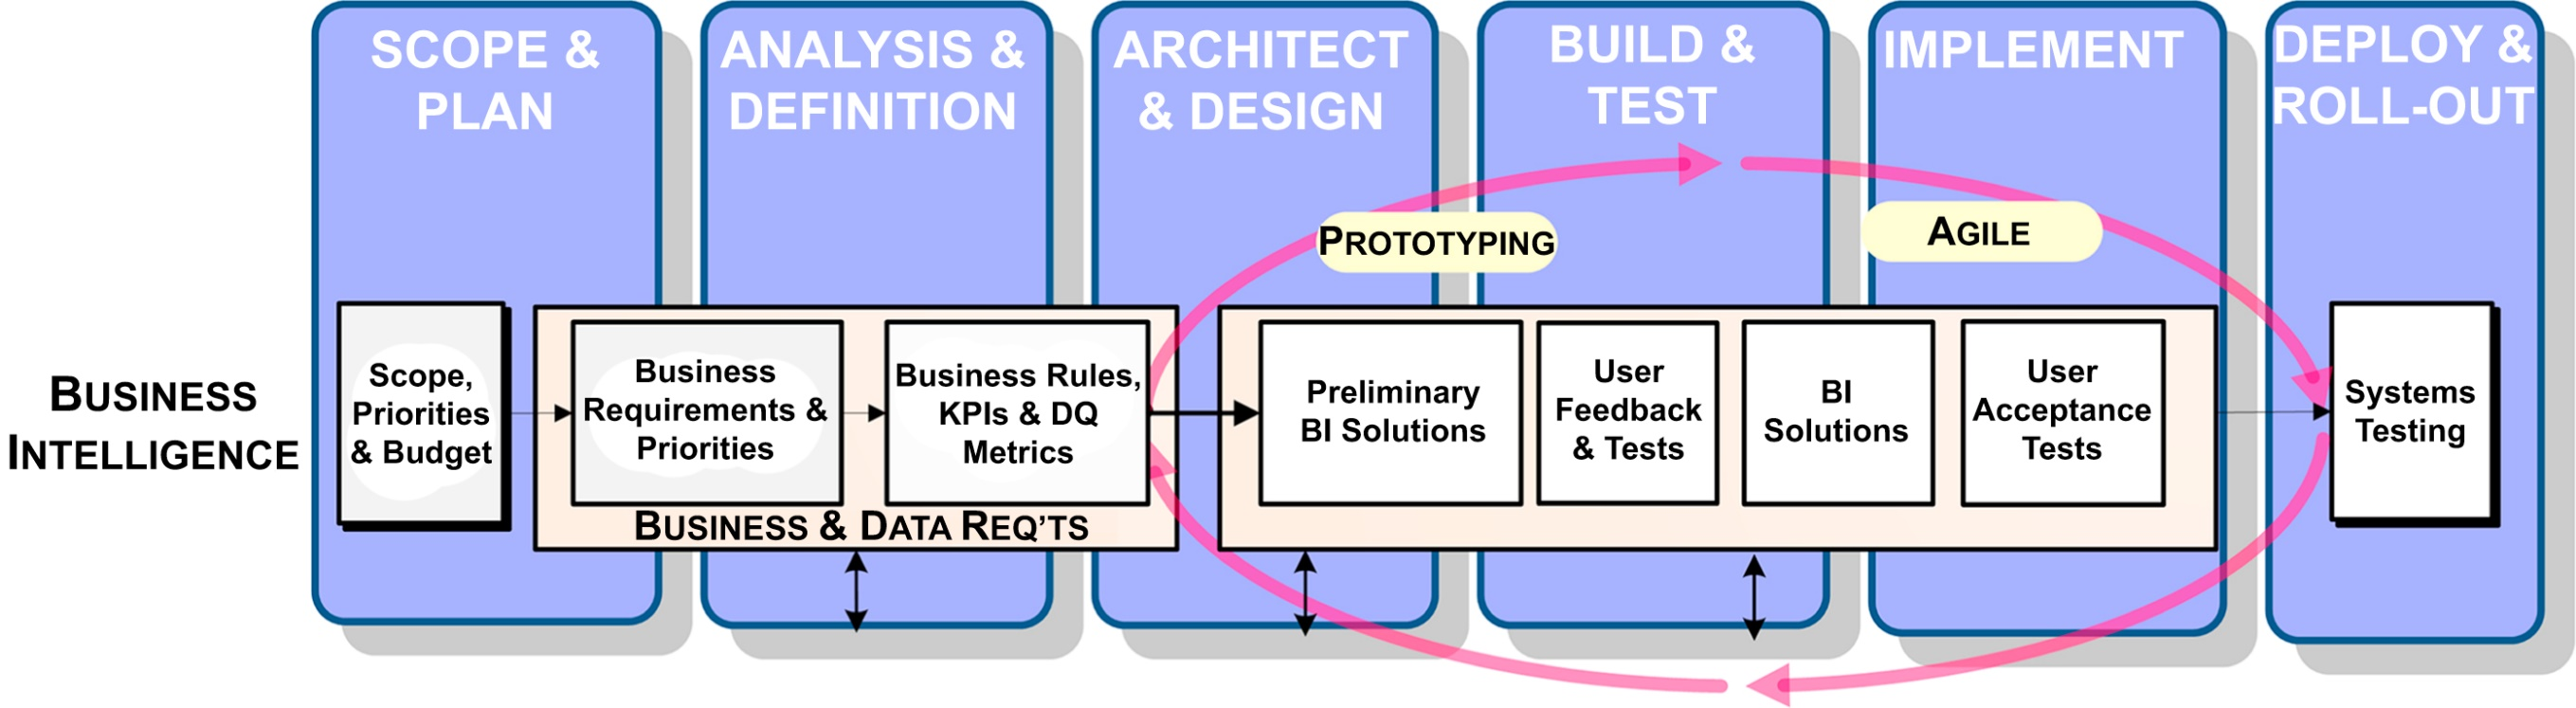 SCOPE &
PLAN
ANALYSIS &
DEFINITION
ARCHITECT
& DESIGN
BUILD &
TEST
IMPLEMENT
DEPLOY &
ROLL-OUT
PROTOTYPING
AGILE
BUSINESS
INTELLIGENCE
Scope,
Priorities
& Budget
Business
Requirements &
Priorities
Business Rules,
KPIs & DQ
Metrics
BUSINESS & DATA REQ'TS
Preliminary
BI Solutions
User
Feedback
& Tests
BI
Solutions
User
Acceptance
Tests
Systems
Testing